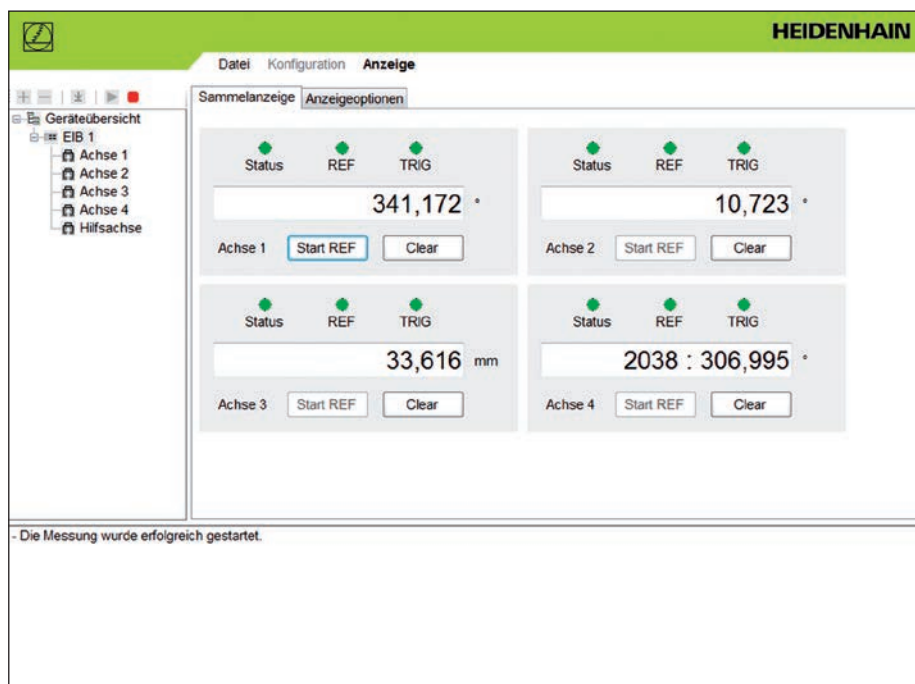 HEIDENHAIN
Datei Konfiguration Anzeige
Sammelanzeige Anzeigeoptionen
Geräteübersicht
EIB 1
Achse 1
Achse 2
Achse 3
Achse 4
Hilfsachse
Status REF TRIG
341,172 °
Achse 1 Start REF Clear
Status REF TRIG
10,723 °
Achse 2 Start REF Clear
Status REF TRIG
33,616 mm
Achse 3 Start REF Clear
Status REF TRIG
2038 : 306,995 °
Achse 4 Start REF Clear
- Die Messung wurde erfolgreich gestartet.